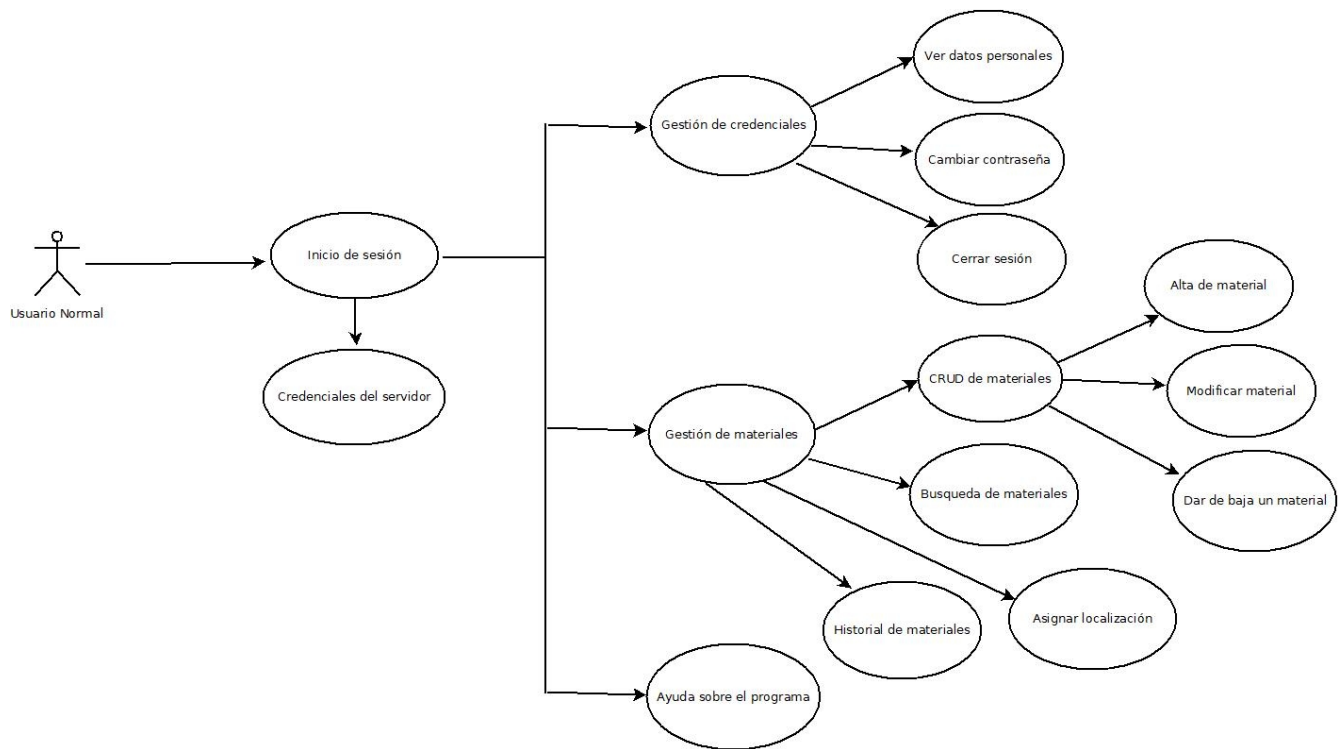 Ver datos personales
Gestión de credenciales
Cambiar contraseña
Inicio de sesión
Cerrar sesión
Usuario Normal
Alta de material
CRUD de materiales
Modificar material
Credenciales del servidor
Gestión de materiales
Busqueda de materiales
Dar de baja un material
Historial de materiales
Asignar localización
Ayuda sobre el programa